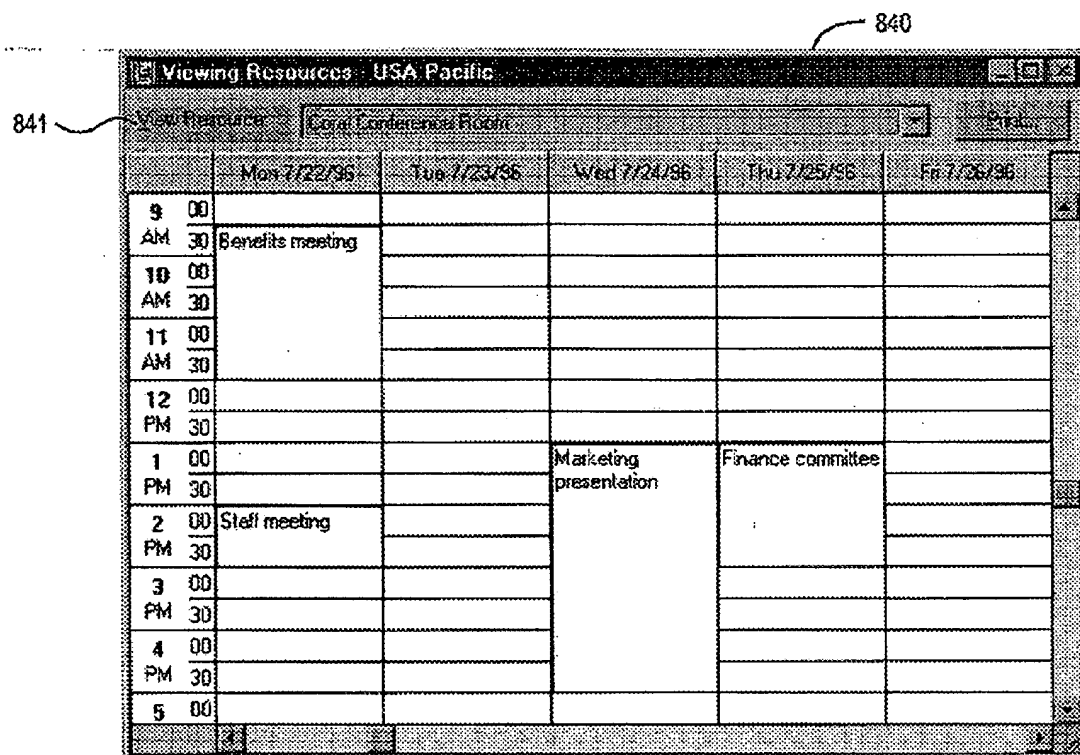 840
Viewing Resources - USA Pacific
841
View Resource: Coral Conference Room Print...
Mon 7/22/96 Tue 7/23/96 Wed 7/24/96 Thu 7/25/96 Fri 7/26/96
9 00
AM 30 Benefits meeting
10 00
AM 30
11 00
AM 30
12 00
PM 30
1 00 Marketing Finance committee
PM 30 presentation
2 00 Staff meeting
PM 30
3 00
PM 30
4 00
PM 30
5 00